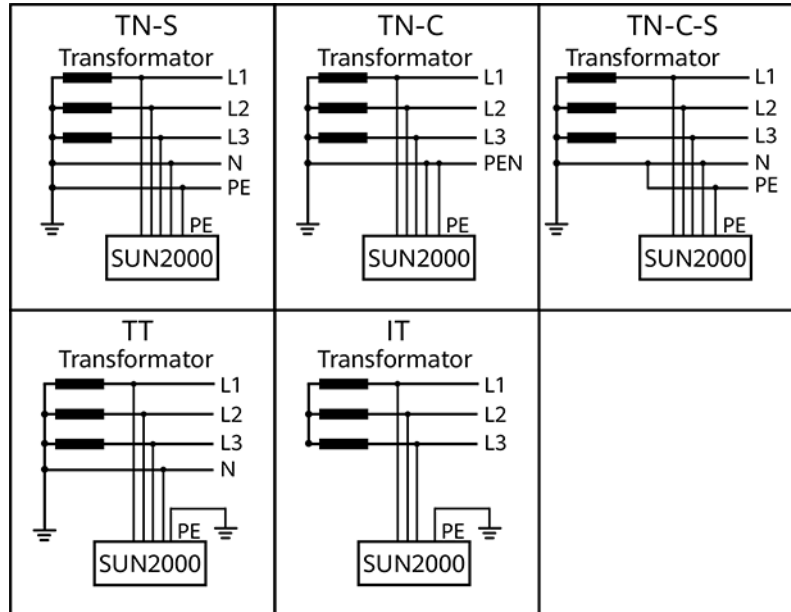 TN-S
Transformator
L1
L2
L3
N
PE
PE
SUN2000
TN-C
Transformator
L1
L2
L3
PEN
PE
SUN2000
TN-C-S
Transformator
L1
L2
L3
N
PE
PE
SUN2000
TT
Transformator
L1
L2
L3
N
PE
SUN2000
IT
Transformator
L1
L2
L3
PE
SUN2000